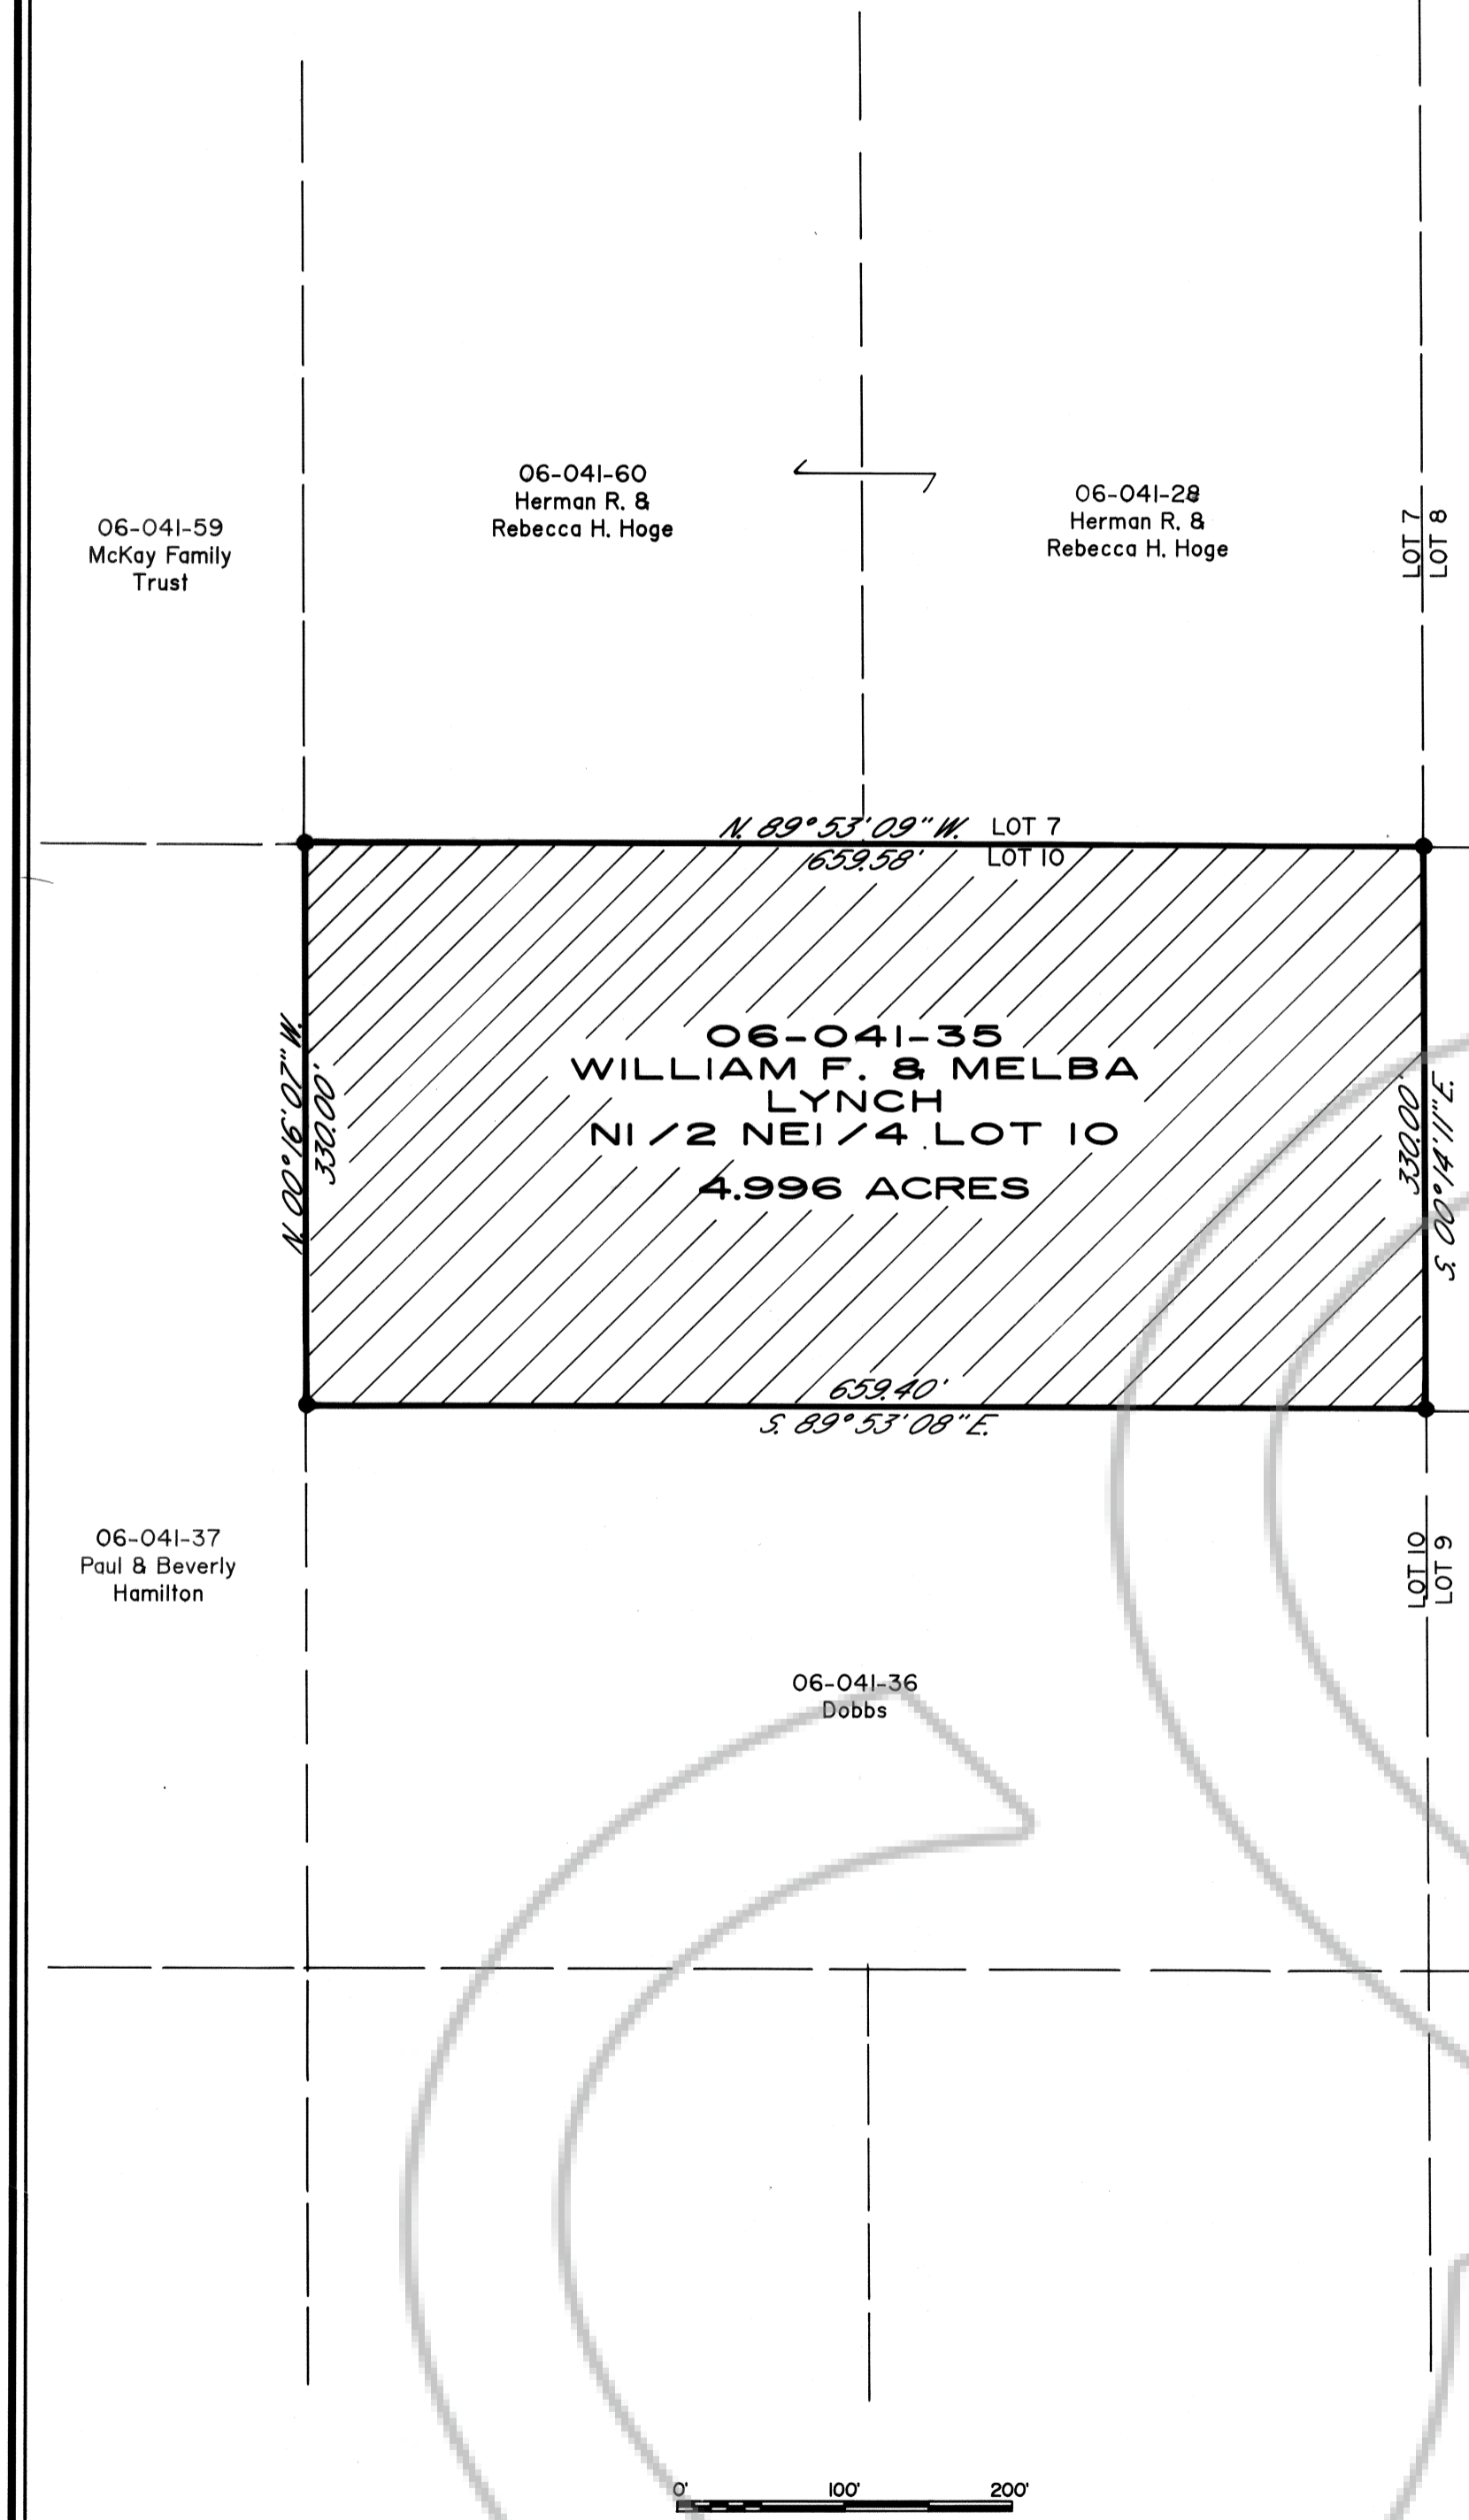 06-041-60
Herman R. &
Rebecca H. Hoge
06-041-28
Herman R. &
Rebecca H. Hoge
06-041-59
McKay Family
Trust
LOT 7
LOT 8
N. 89°53'09" W.
LOT 7
659.58'
LOT 10
N. 00°16'07" W.
330.00'
06-041-35
WILLIAM F. & MELBA
LYNCH
N1/2 NE1/4 LOT 10
4.996 ACRES
330.00'
S. 00°14'11" E.
659.40'
S. 89°53'08" E.
06-041-37
Paul & Beverly
Hamilton
LOT 10
LOT 9
06-041-36
Dobbs
0' 100' 200'